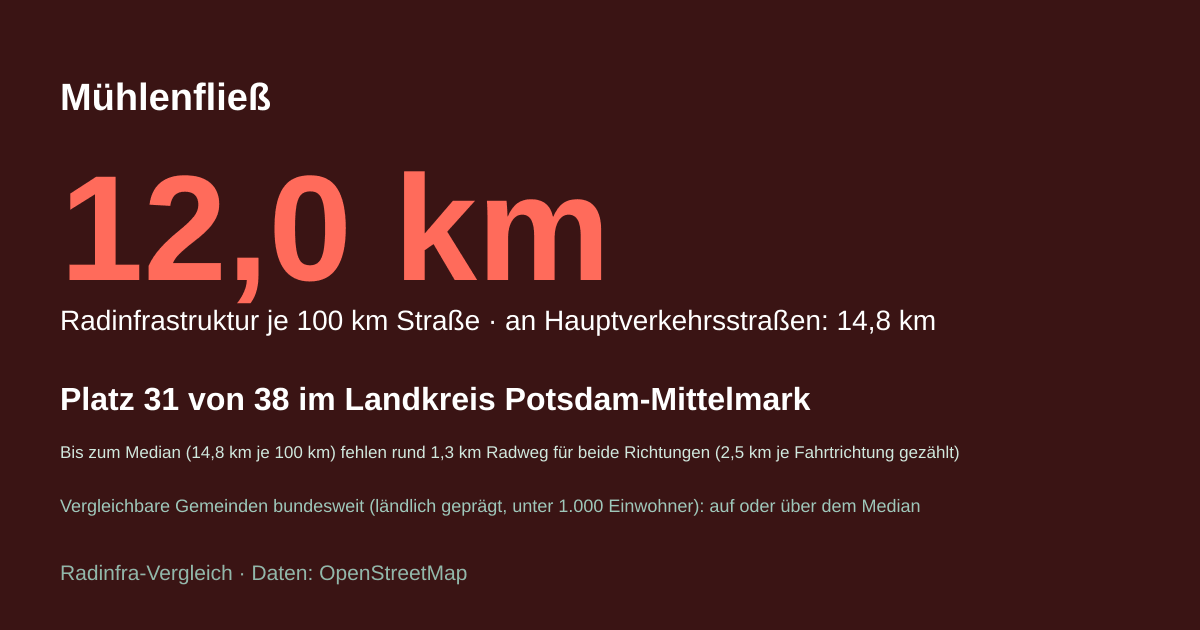 Mühlenfließ
12,0 km
Radinfrastruktur je 100 km Straße · an Hauptverkehrsstraßen: 14,8 km
Platz 31 von 38 im Landkreis Potsdam-Mittelmark
Bis zum Median (14,8 km je 100 km) fehlen rund 1,3 km Radweg für beide Richtungen (2,5 km je Fahrtrichtung gezählt)
Vergleichbare Gemeinden bundesweit (ländlich geprägt, unter 1.000 Einwohner): auf oder über dem Median
Radinfra-Vergleich · Daten: OpenStreetMap